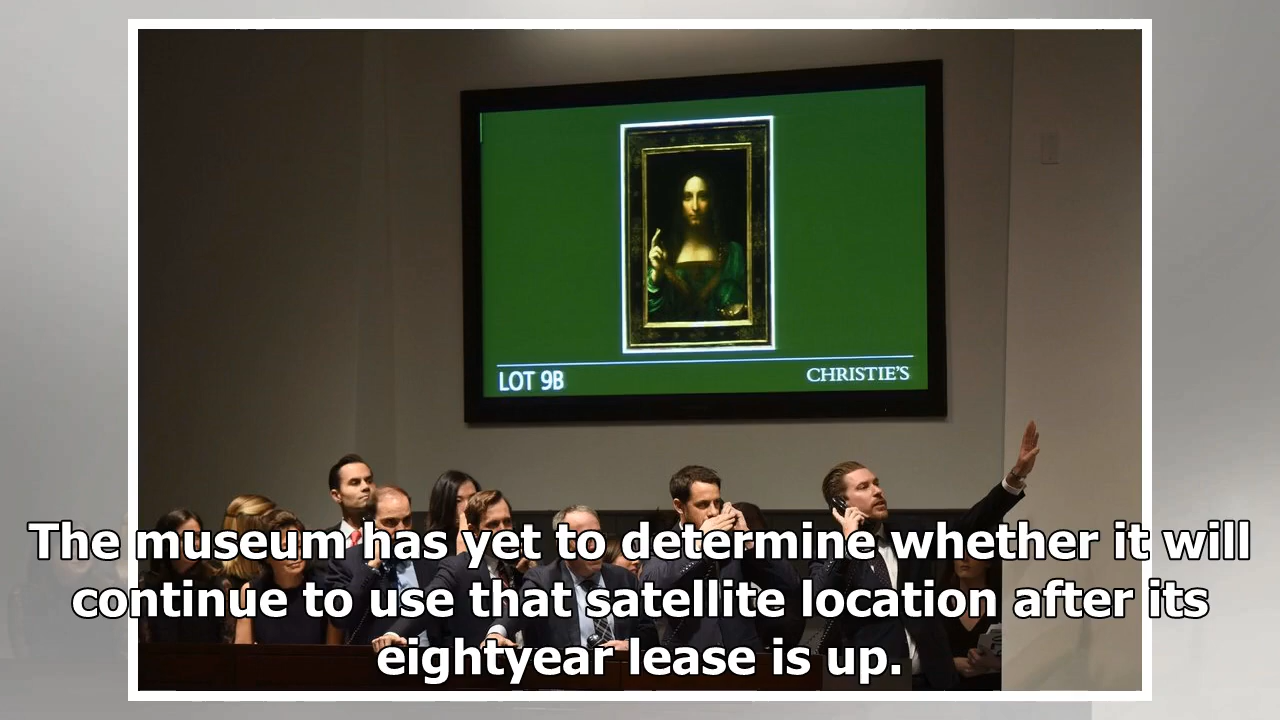 LOT 9B
CHRISTIE'S
The museum has yet to determine whether it will
continue to use that satellite location after its
eightyear lease is up.